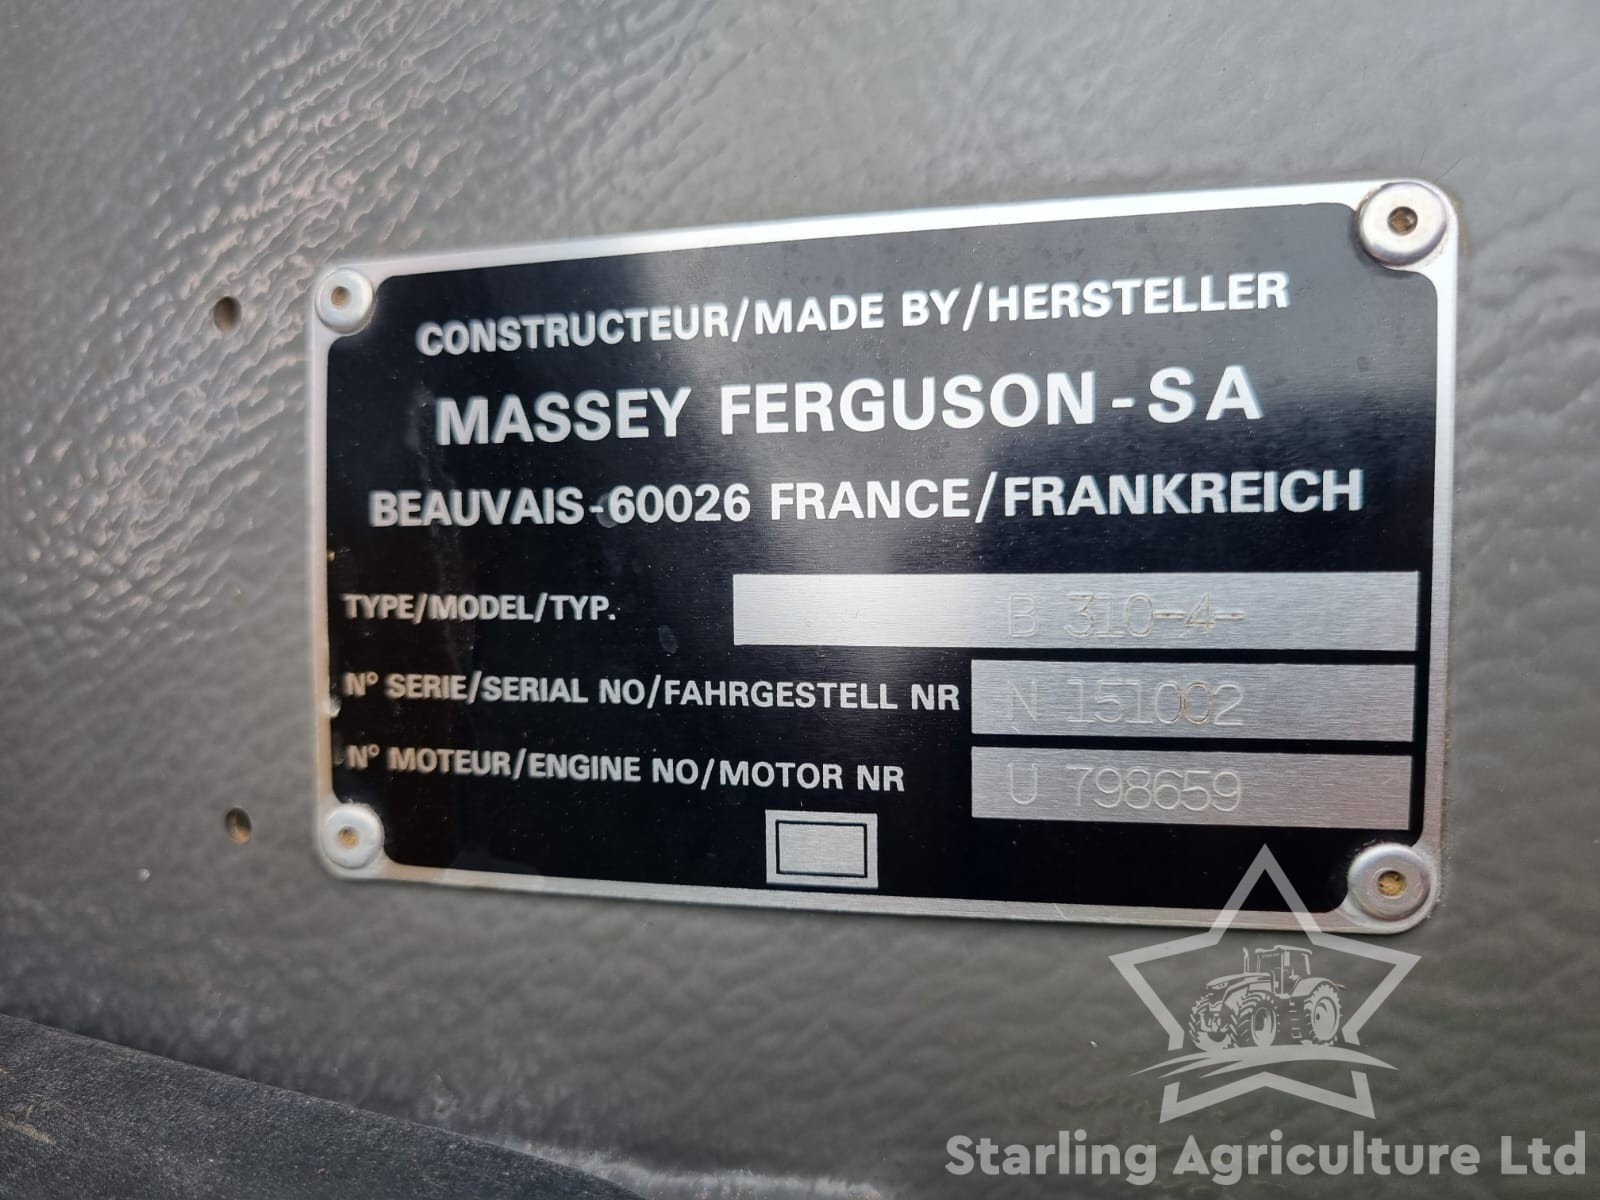 CONSTRUCTEUR/MADE BY/HERSTELLER
MASSEY FERGUSON-SA
BEAUVAIS-60026 FRANCE/FRANKREICH
TYPE/MODEL/TYP. B 310-4-
N° SERIE/SERIAL NO/FAHRGESTELL NR N 151002
N° MOTEUR/ENGINE NO/MOTOR NR U 798659
Starling Agriculture Ltd